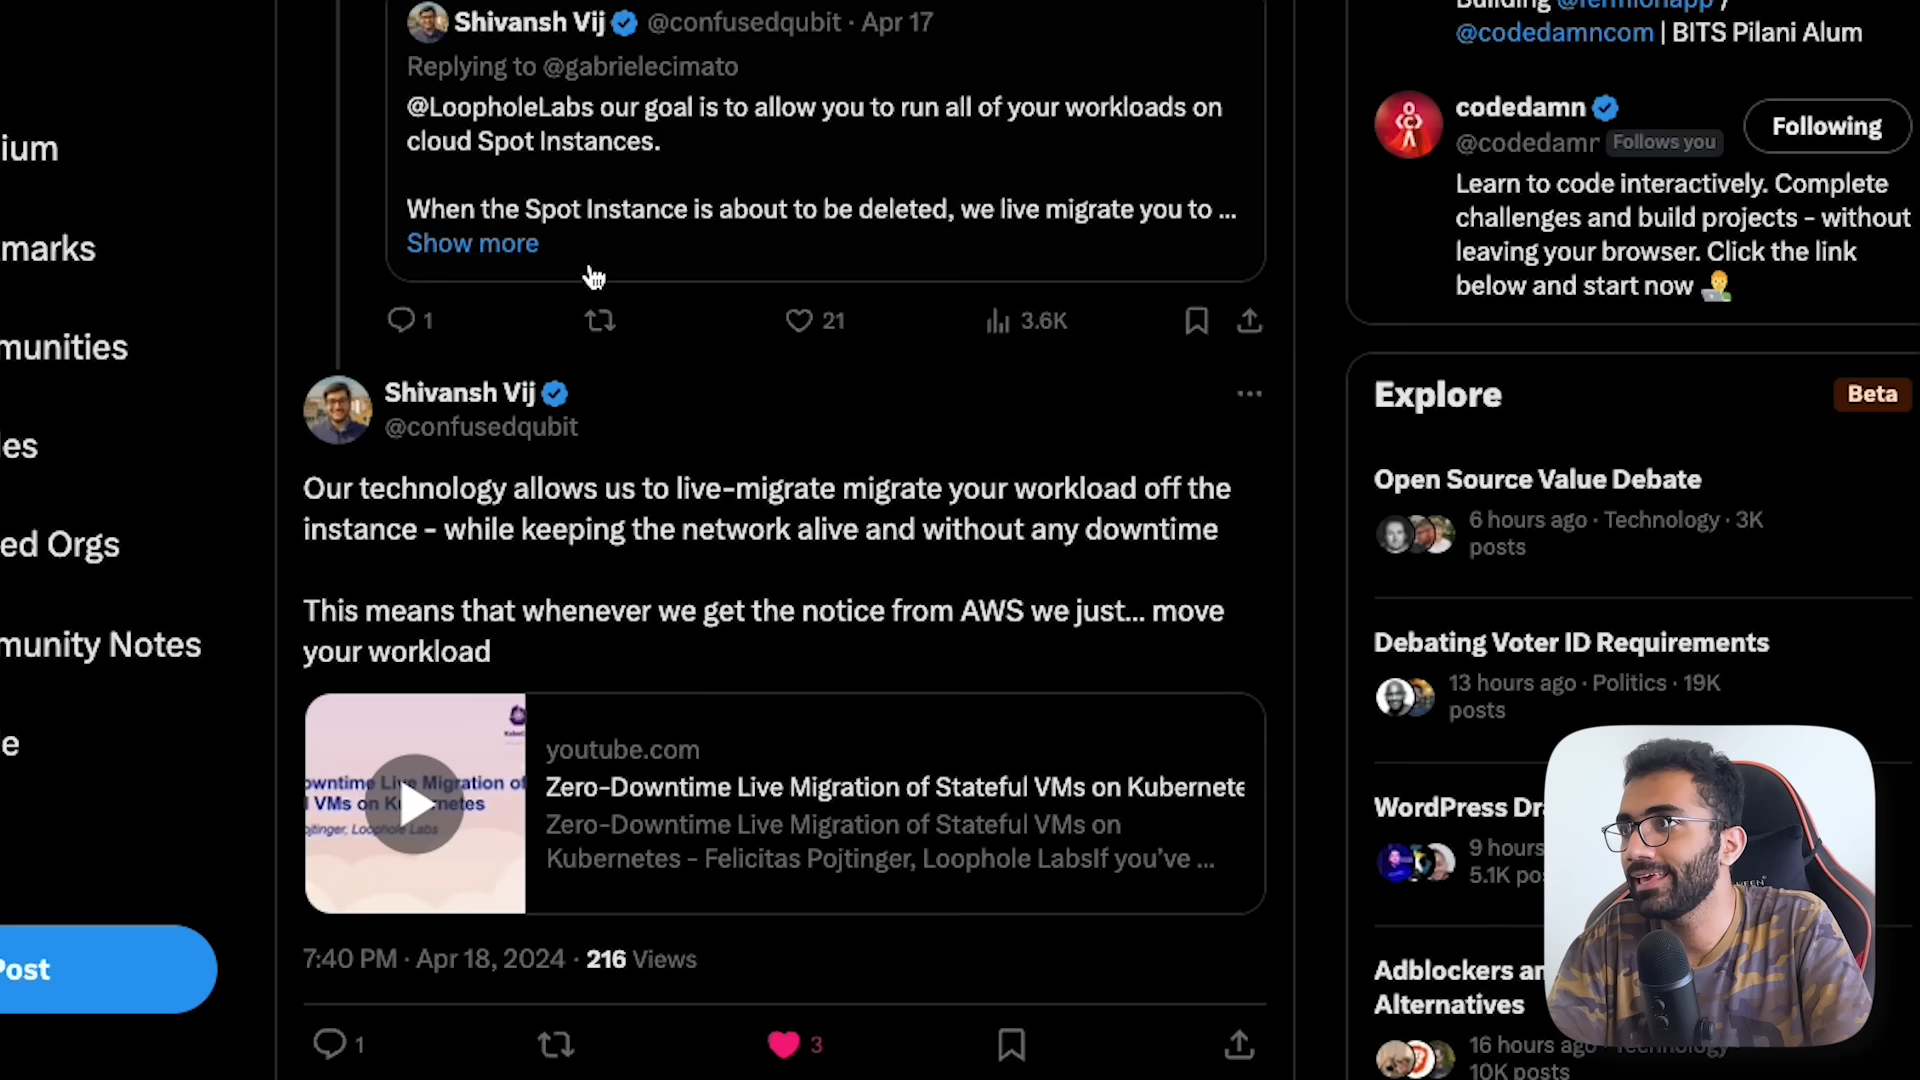 ium
marks
munities
les
ed Orgs
munity Notes
e
Post
Shivansh Vij @confusedqubit · Apr 17
Replying to @gabrielecimato
@LoopholeLabs our goal is to allow you to run all of your workloads on
cloud Spot Instances.
When the Spot Instance is about to be deleted, we live migrate you to ...
Show more
1
21
3.6K
Shivansh Vij
@confusedqubit
Our technology allows us to live-migrate migrate your workload off the
instance - while keeping the network alive and without any downtime
This means that whenever we get the notice from AWS we just... move
your workload
owntime Live Migration of
VMs on Kubernetes
ojtinger, Loophole Labs
youtube.com
Zero-Downtime Live Migration of Stateful VMs on Kubernete
Zero-Downtime Live Migration of Stateful VMs on
Kubernetes - Felicitas Pojtinger, Loophole LabsIf you've ...
7:40 PM · Apr 18, 2024 · 216 Views
1
3
Building @fermionapp /
@codedamncom | BITS Pilani Alum
codedamn
Following
@codedamr Follows you
Learn to code interactively. Complete
challenges and build projects - without
leaving your browser. Click the link
below and start now
Explore
Beta
Open Source Value Debate
6 hours ago · Technology · 3K
posts
Debating Voter ID Requirements
13 hours ago · Politics · 19K
posts
WordPress Dr
9 hours
5.1K po
Adblockers an
Alternatives
16 hours ago · Technology ·
10K posts